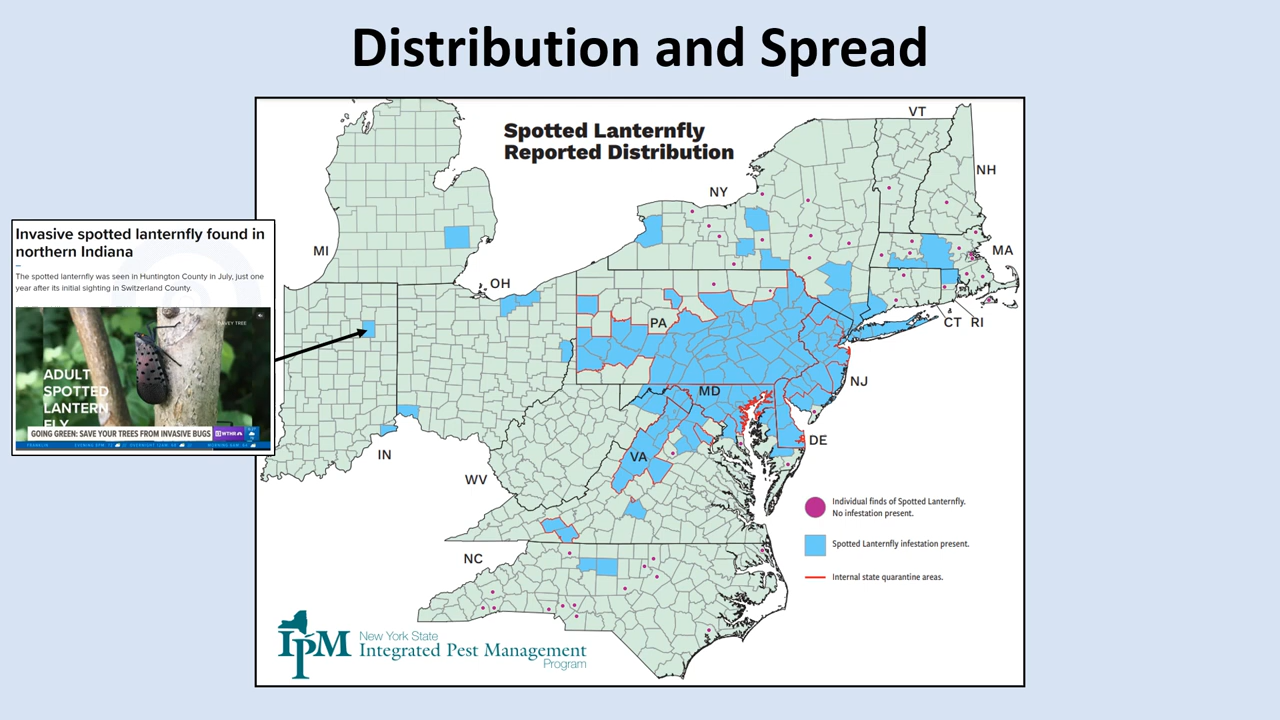 Distribution and Spread
Spotted Lanternfly
Reported Distribution
VT
NH
NY
MA
MI
OH
PA
CT RI
NJ
MD
DE
IN
VA
WV
NC
Invasive spotted lanternfly found in
northern Indiana
The spotted lanternfly was seen in Huntington County in July, just one
year after its initial sighting in Switzerland County.
ADULT
SPOTTED
LANTERN
FLY
GOING GREEN: SAVE YOUR TREES FROM INVASIVE BUGS
WTHR
FRANKLIN
Individual finds of Spotted Lanternfly.
No infestation present.
Spotted Lanternfly infestation present.
Internal state quarantine areas.
IPM
New York State
Integrated Pest Management
Program